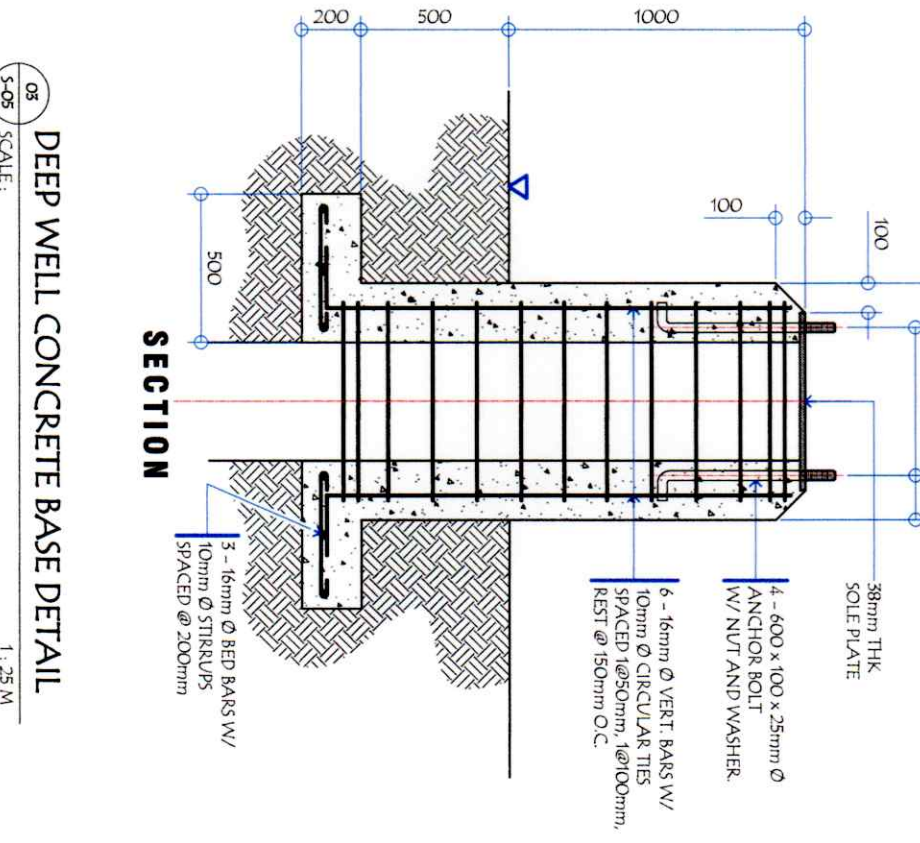 200
500
1000
100
100
500
38mm THK
SOLE PLATE
4 - 600 x 100 x 25mm Ø
ANCHOR BOLT
W/ NUT AND WASHER.
6 - 16mm Ø VERT. BARS W/
10mm Ø CIRCULAR TIES
SPACED 1@50mm, 1@100mm,
REST @ 150mm O.C.
3 - 16mm Ø BED BARS W/
10mm Ø STIRRUPS
SPACED @ 200mm
SECTION
03
S-05
DEEP WELL CONCRETE BASE DETAIL
SCALE :
1 : 25 M